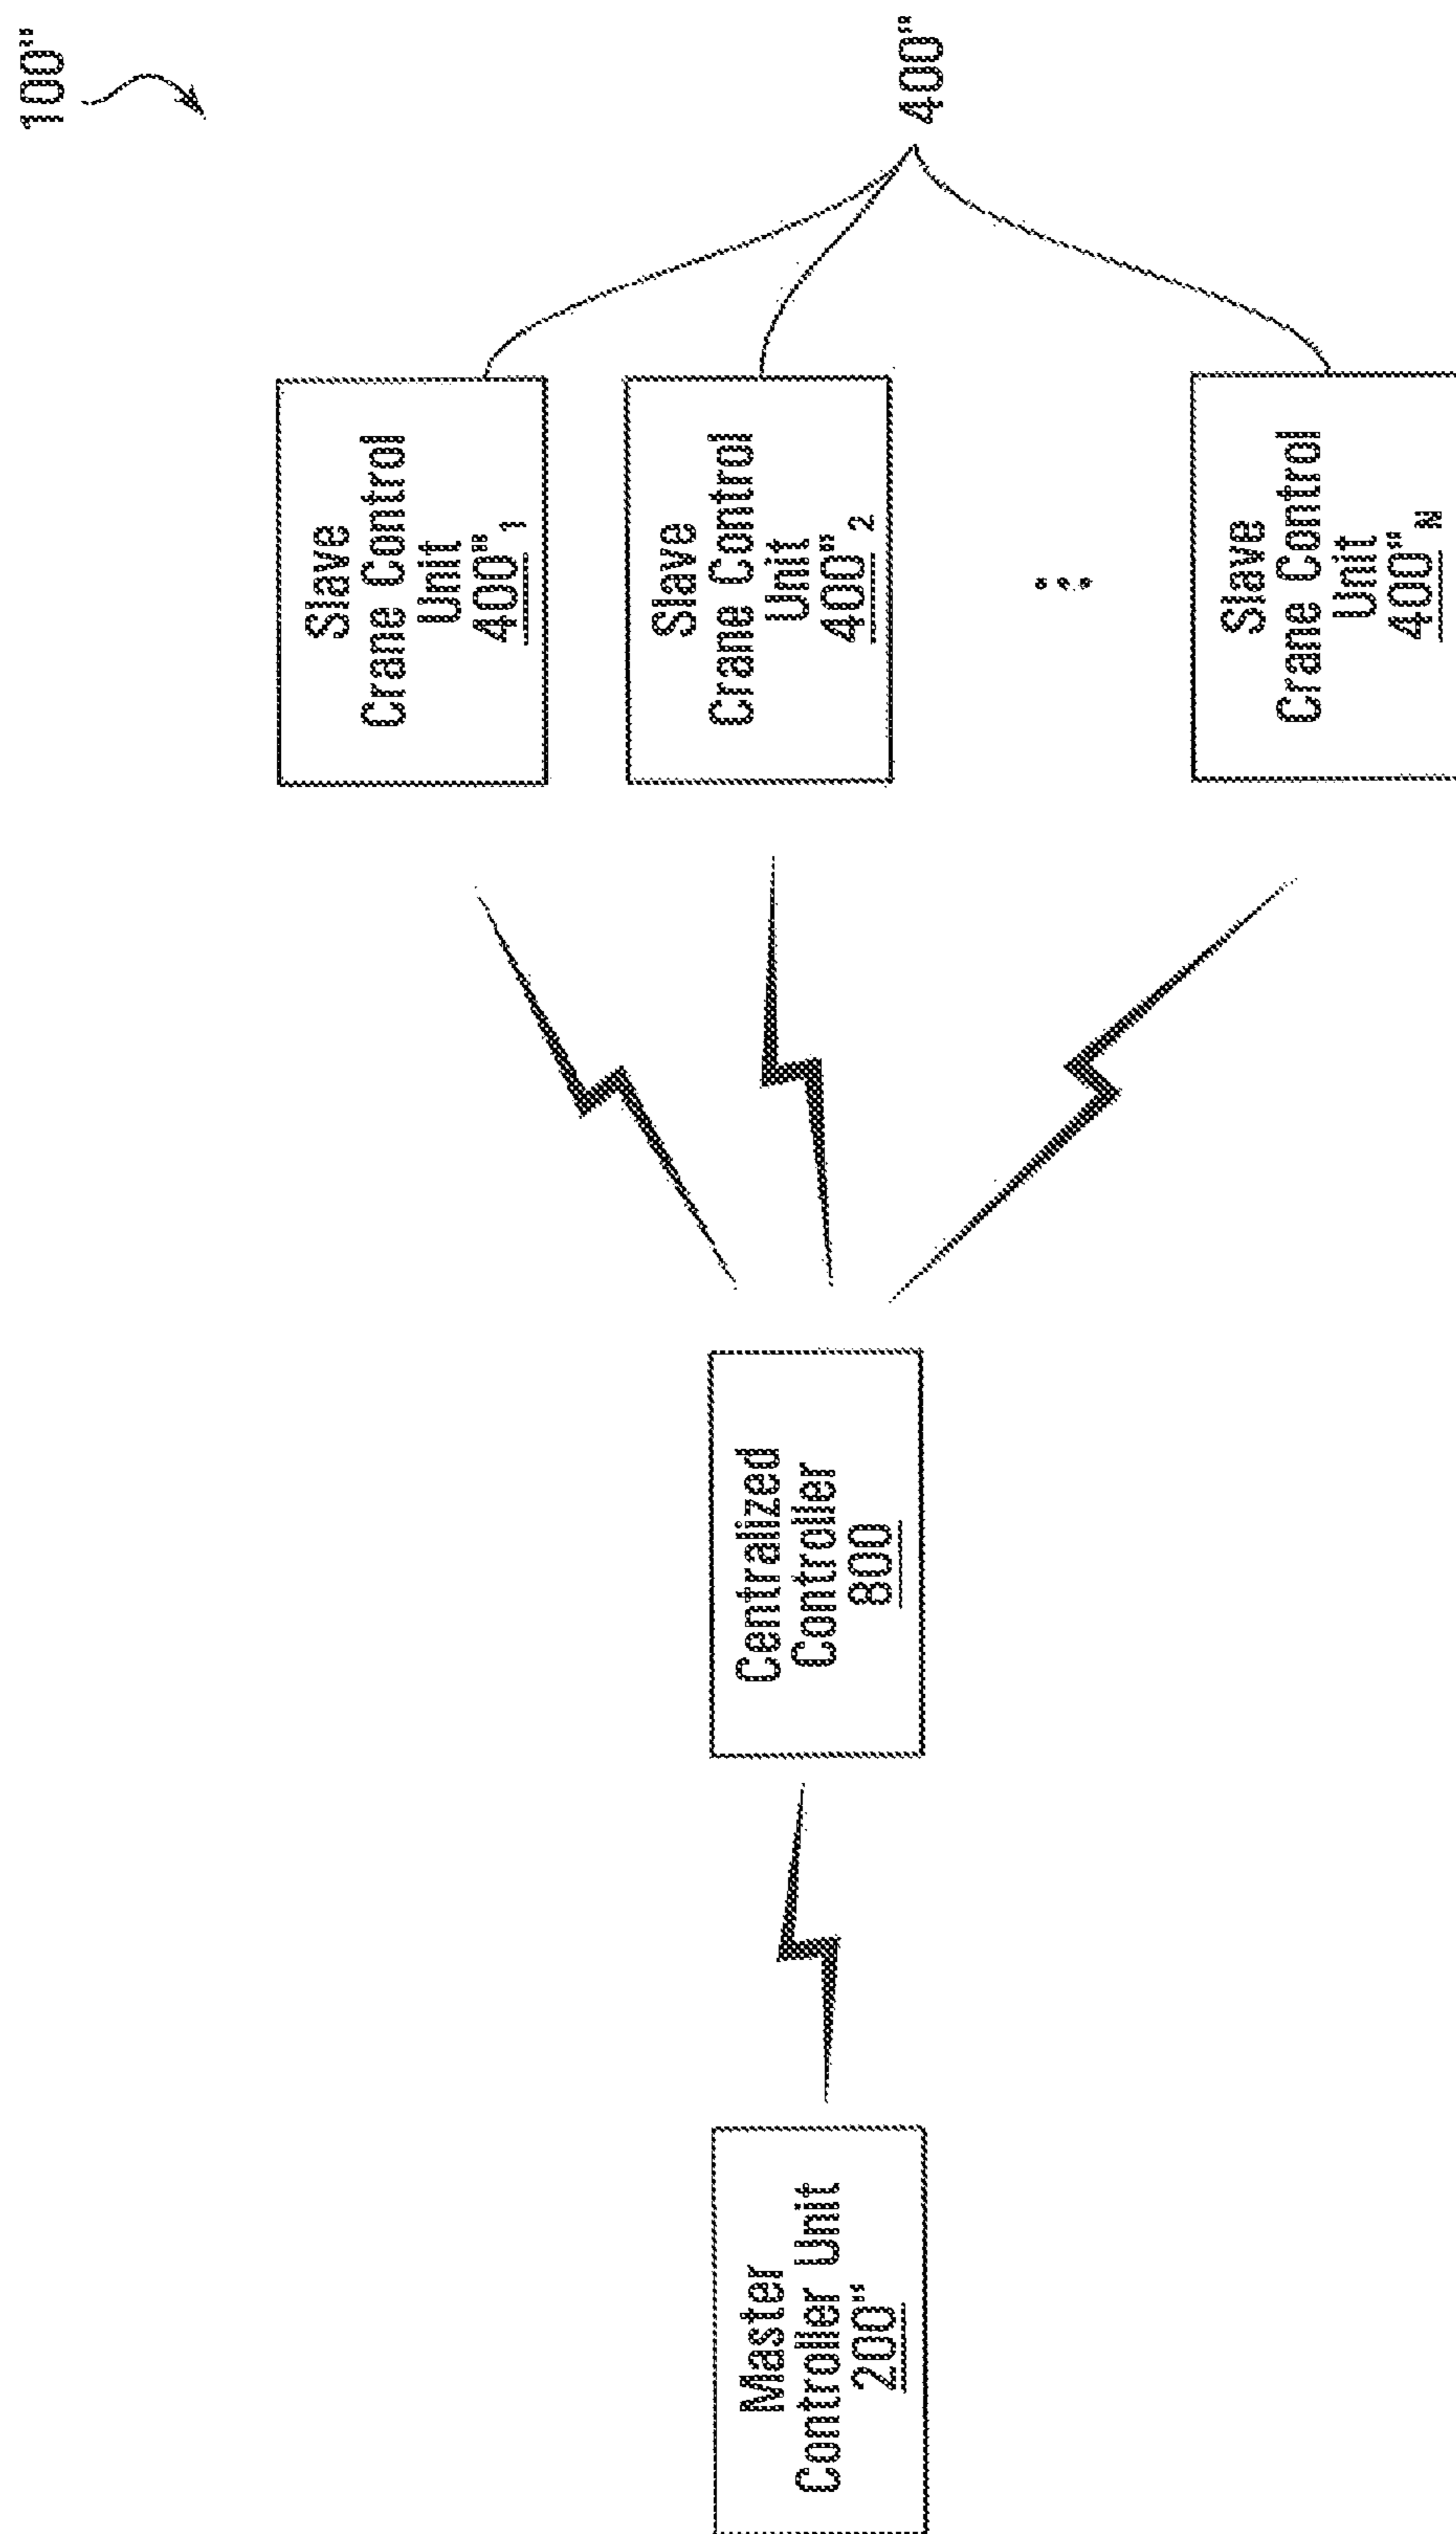 100"
Slave
Crane Control
Unit
400"1
Slave
Crane Control
Unit
400"2
400"
Slave
Crane Control
Unit
400"N
Centralized
Controller
800
Master
Controller Unit
200"